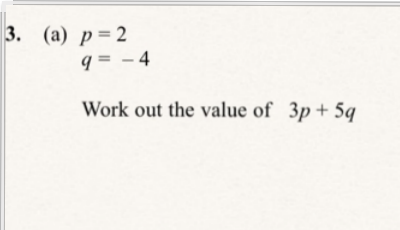 3. (a) p = 2
q = – 4
Work out the value of 3p + 5q